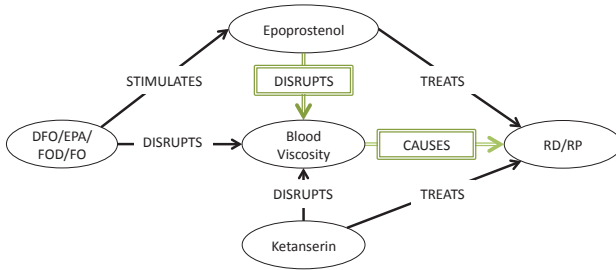 Epoprostenol
STIMULATES
DISRUPTS
TREATS
DFO/EPA/
FOD/FO
DISRUPTS
Blood
Viscosity
CAUSES
RD/RP
DISRUPTS
TREATS
Ketanserin